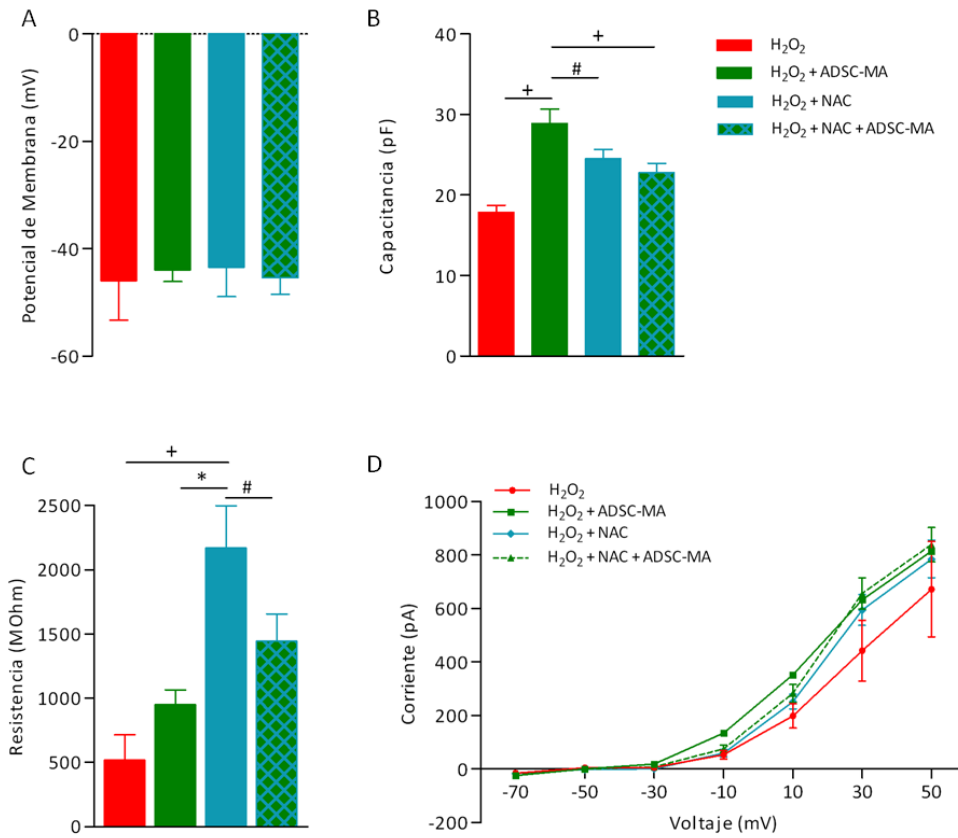 A
Potencial de Membrana (mV)
0
-20
-40
-60
B
Capacitancia (pF)
40
30
20
10
0
+
#
+
H₂O₂
H₂O₂ + ADSC-MA
H₂O₂ + NAC
H₂O₂ + NAC + ADSC-MA
C
Resistencia (MOhm)
2500
2000
1500
1000
500
0
+
*
#
D
H₂O₂
H₂O₂ + ADSC-MA
H₂O₂ + NAC
H₂O₂ + NAC + ADSC-MA
Corriente (pA)
1000
800
600
400
200
0
-200
-70 -50 -30 -10 10 30 50
Voltaje (mV)